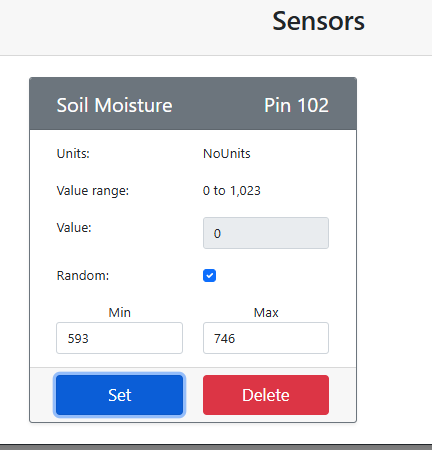 Sensors
Soil Moisture Pin 102
Units: NoUnits
Value range: 0 to 1,023
Value: 0
Random:
Min Max
593 746
Set Delete